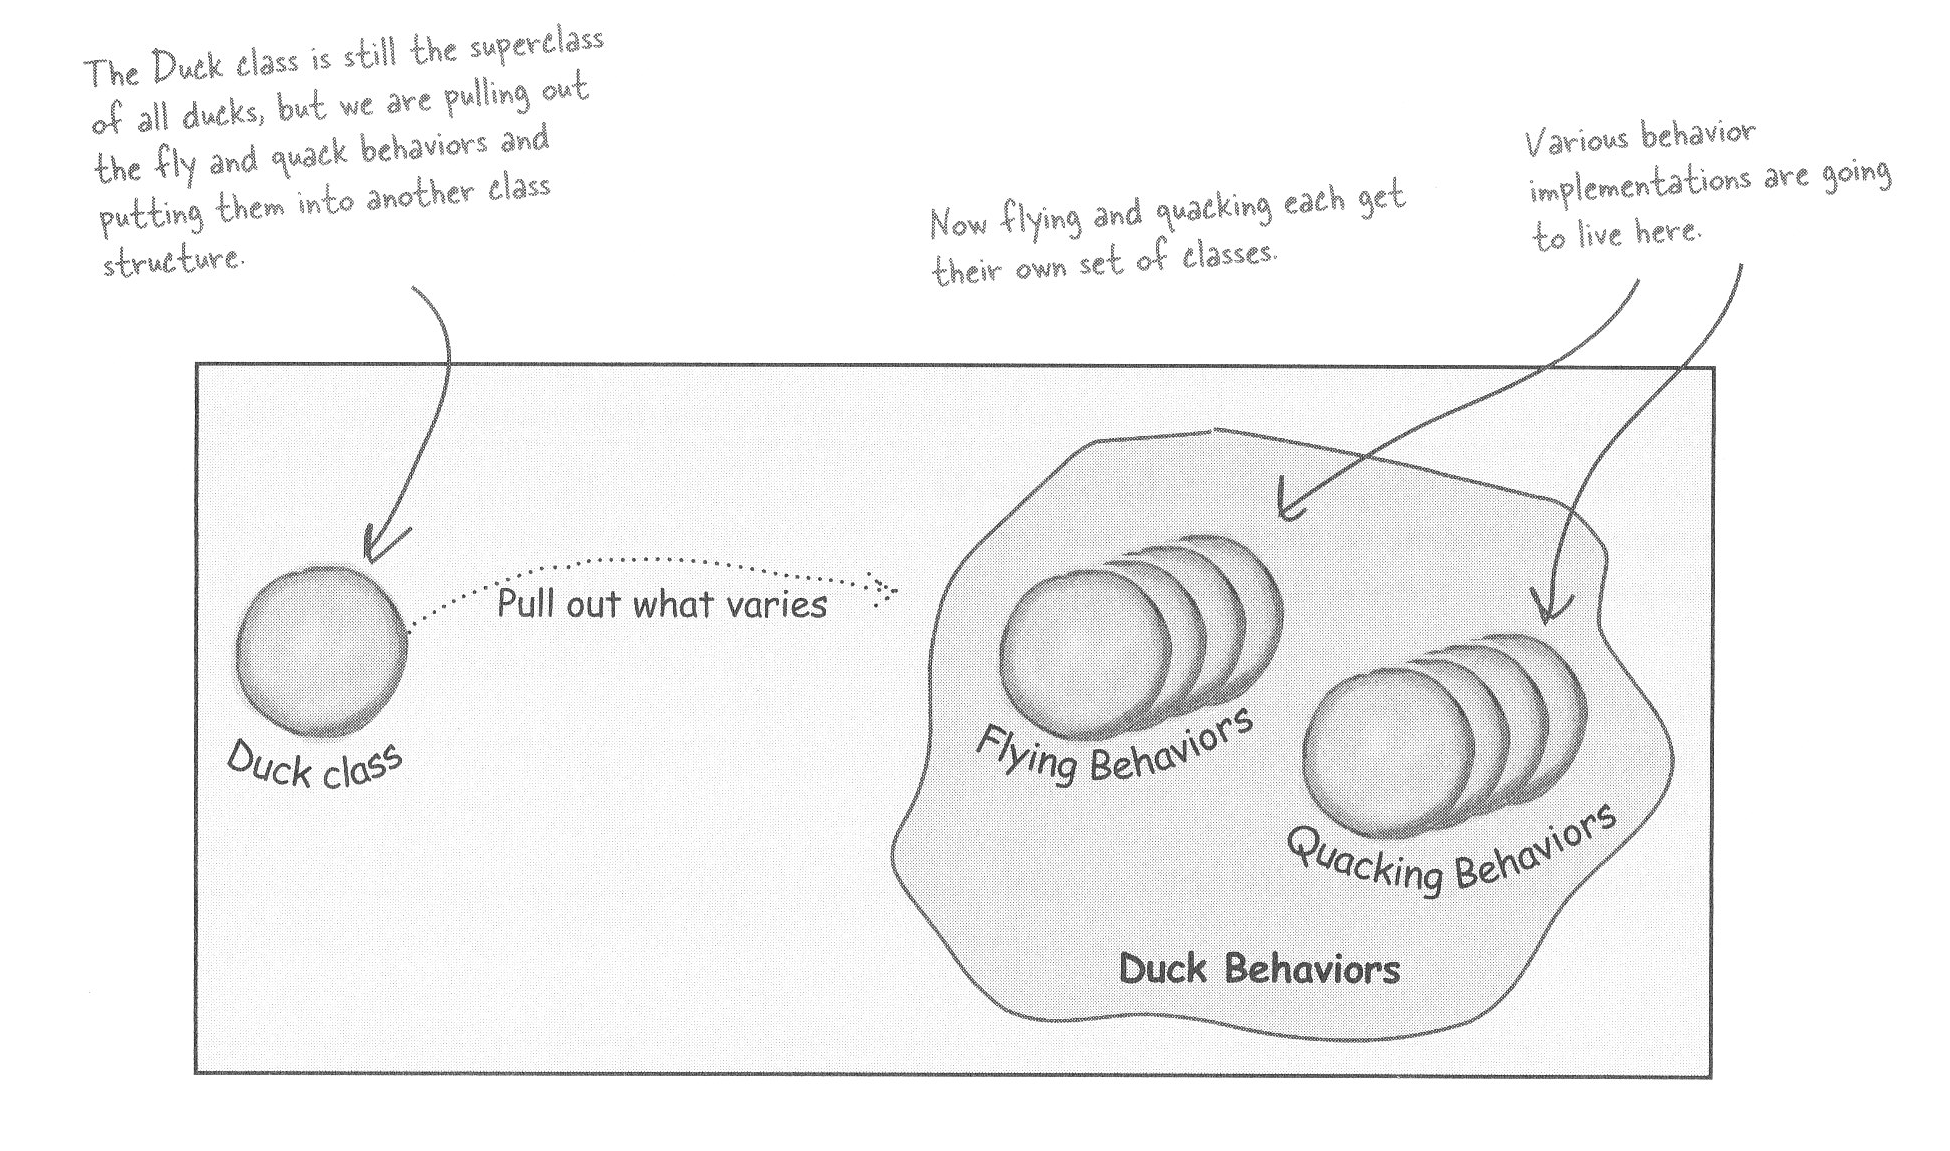 The Duck class is still the superclass
of all ducks, but we are pulling out
the fly and quack behaviors and
putting them into another class
structure.
Now flying and quacking each get
their own set of classes.
Various behavior
implementations are going
to live here.
Pull out what varies
Duck class
Flying Behaviors
Quacking Behaviors
Duck Behaviors